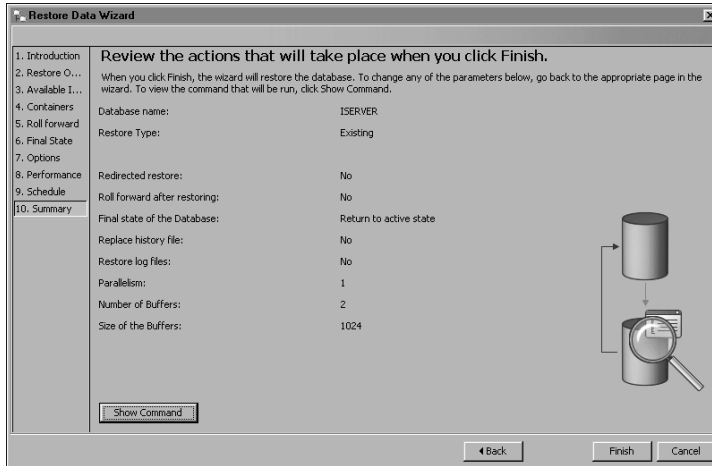 Restore Data Wizard
1. Introduction
2. Restore O...
3. Available I...
4. Containers
5. Roll forward
6. Final State
7. Options
8. Performance
9. Schedule
10. Summary
Review the actions that will take place when you click Finish.
When you click Finish, the wizard will restore the database. To change any of the parameters below, go back to the appropriate page in the
wizard. To view the command that will be run, click Show Command.
Database name: ISERVER
Restore Type: Existing
Redirected restore: No
Roll forward after restoring: No
Final state of the Database: Return to active state
Replace history file: No
Restore log files: No
Parallelism: 1
Number of Buffers: 2
Size of the Buffers: 1024
Show Command
Back
Finish
Cancel